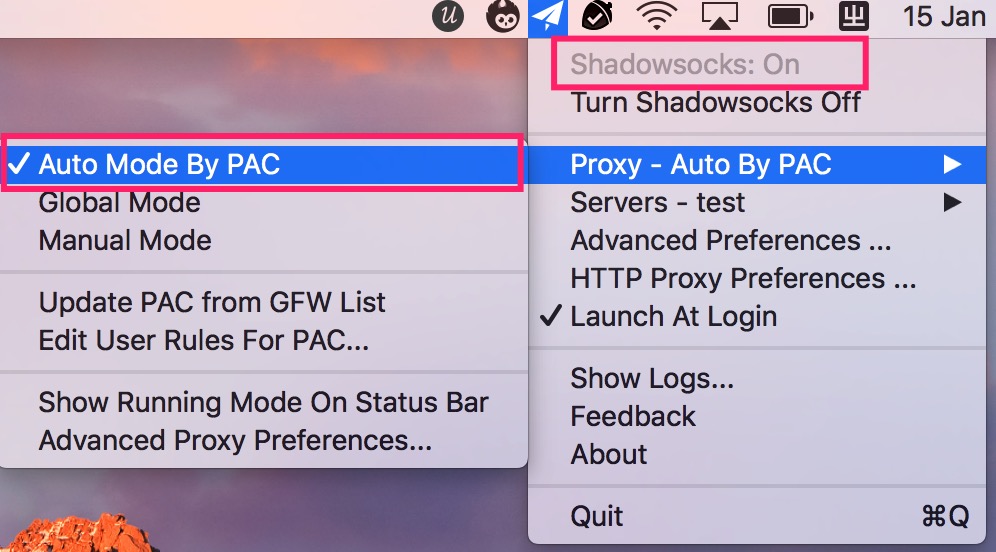 15 Jan
Shadowsocks: On
Turn Shadowsocks Off
Proxy - Auto By PAC
Servers - test
Advanced Preferences ...
HTTP Proxy Preferences ...
Launch At Login
Show Logs...
Feedback
About
Quit ⌘Q
Auto Mode By PAC
Global Mode
Manual Mode
Update PAC from GFW List
Edit User Rules For PAC...
Show Running Mode On Status Bar
Advanced Proxy Preferences...